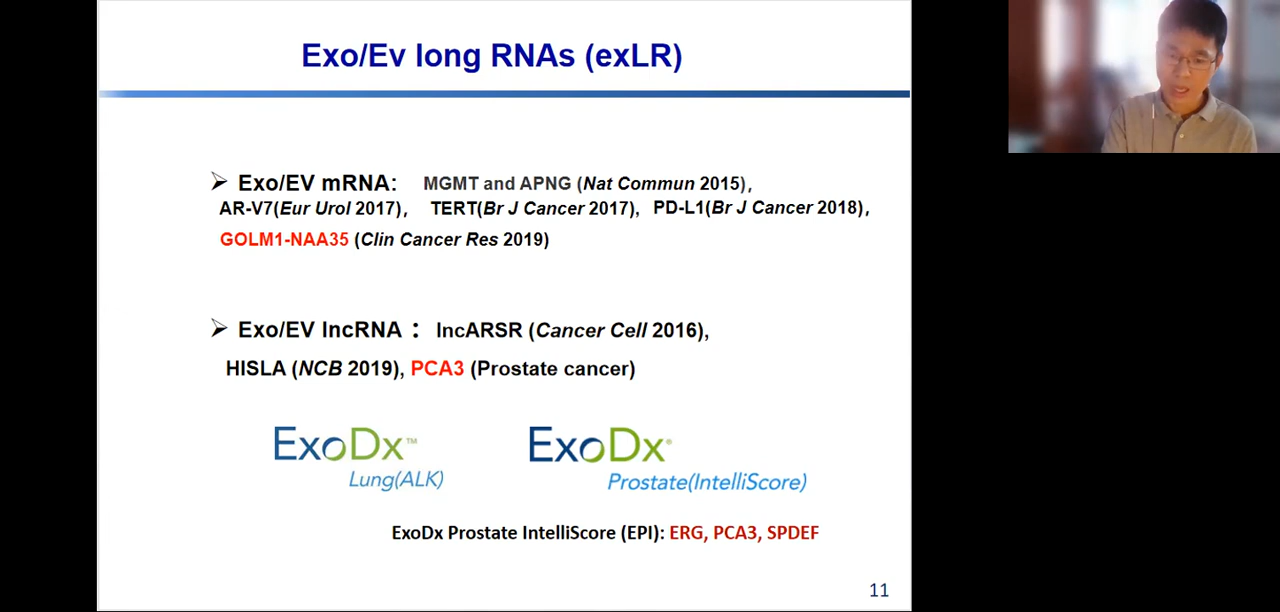 Exo/Ev long RNAs (exLR)
➢ Exo/EV mRNA: MGMT and APNG (Nat Commun 2015),
AR-V7(Eur Urol 2017), TERT(Br J Cancer 2017), PD-L1(Br J Cancer 2018),
GOLM1-NAA35 (Clin Cancer Res 2019)
➢ Exo/EV lncRNA : lncARSR (Cancer Cell 2016),
HISLA (NCB 2019), PCA3 (Prostate cancer)
ExoDx™ ExoDx®
Lung(ALK) Prostate(IntelliScore)
ExoDx Prostate IntelliScore (EPI): ERG, PCA3, SPDEF
11